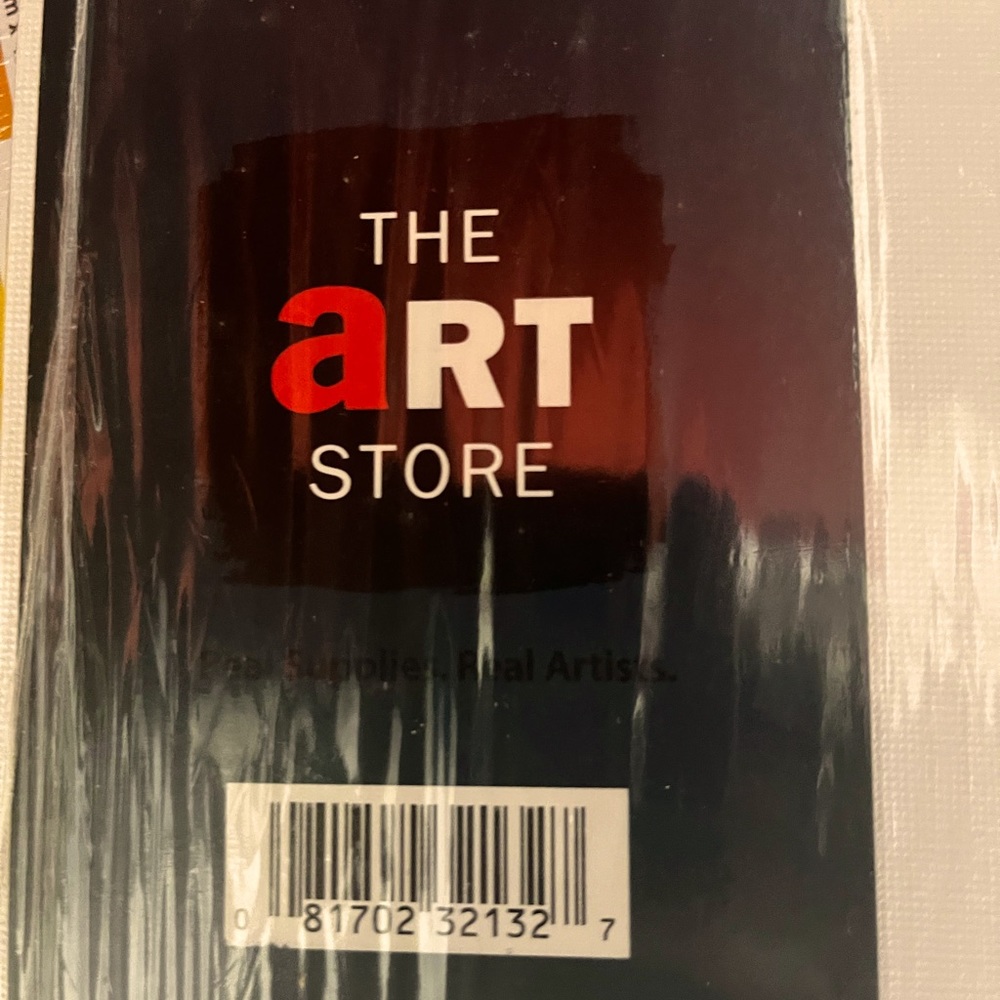 THE
aRT
STORE
Real Supplies. Real Artists.
0 81702 32132 7